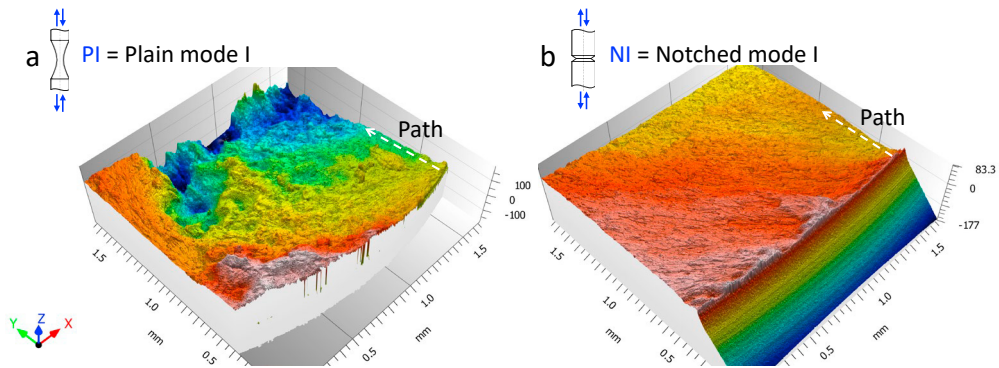 a
PI = Plain mode I
Path
100
0
-100
1.5
1.0
0.5
mm
0.5
1.0
1.5
mm
Y
Z
X
b
NI = Notched mode I
Path
83.3
0
-177
1.5
1.0
0.5
mm
0.5
1.0
1.5
mm